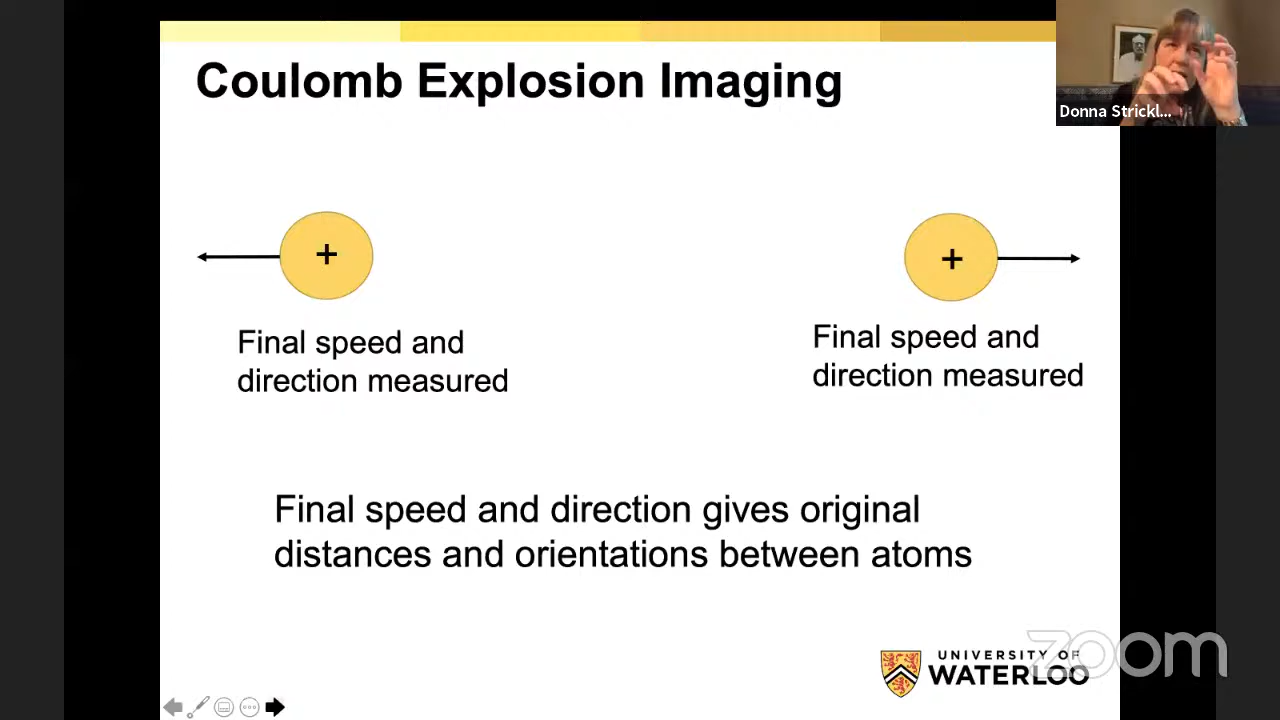 Coulomb Explosion Imaging
Donna Strickl...
+
+
Final speed and
direction measured
Final speed and
direction measured
Final speed and direction gives original
distances and orientations between atoms
UNIVERSITY OF
WATERLOO
zoom